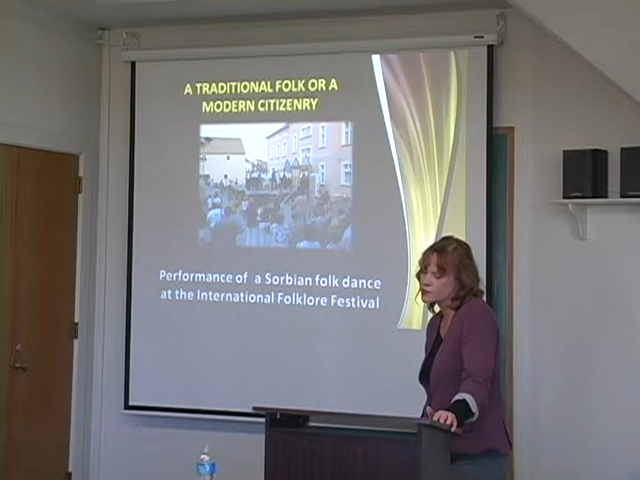 A TRADITIONAL FOLK OR A
MODERN CITIZENRY
Performance of a Sorbian folk dance
at the International Folklore Festival